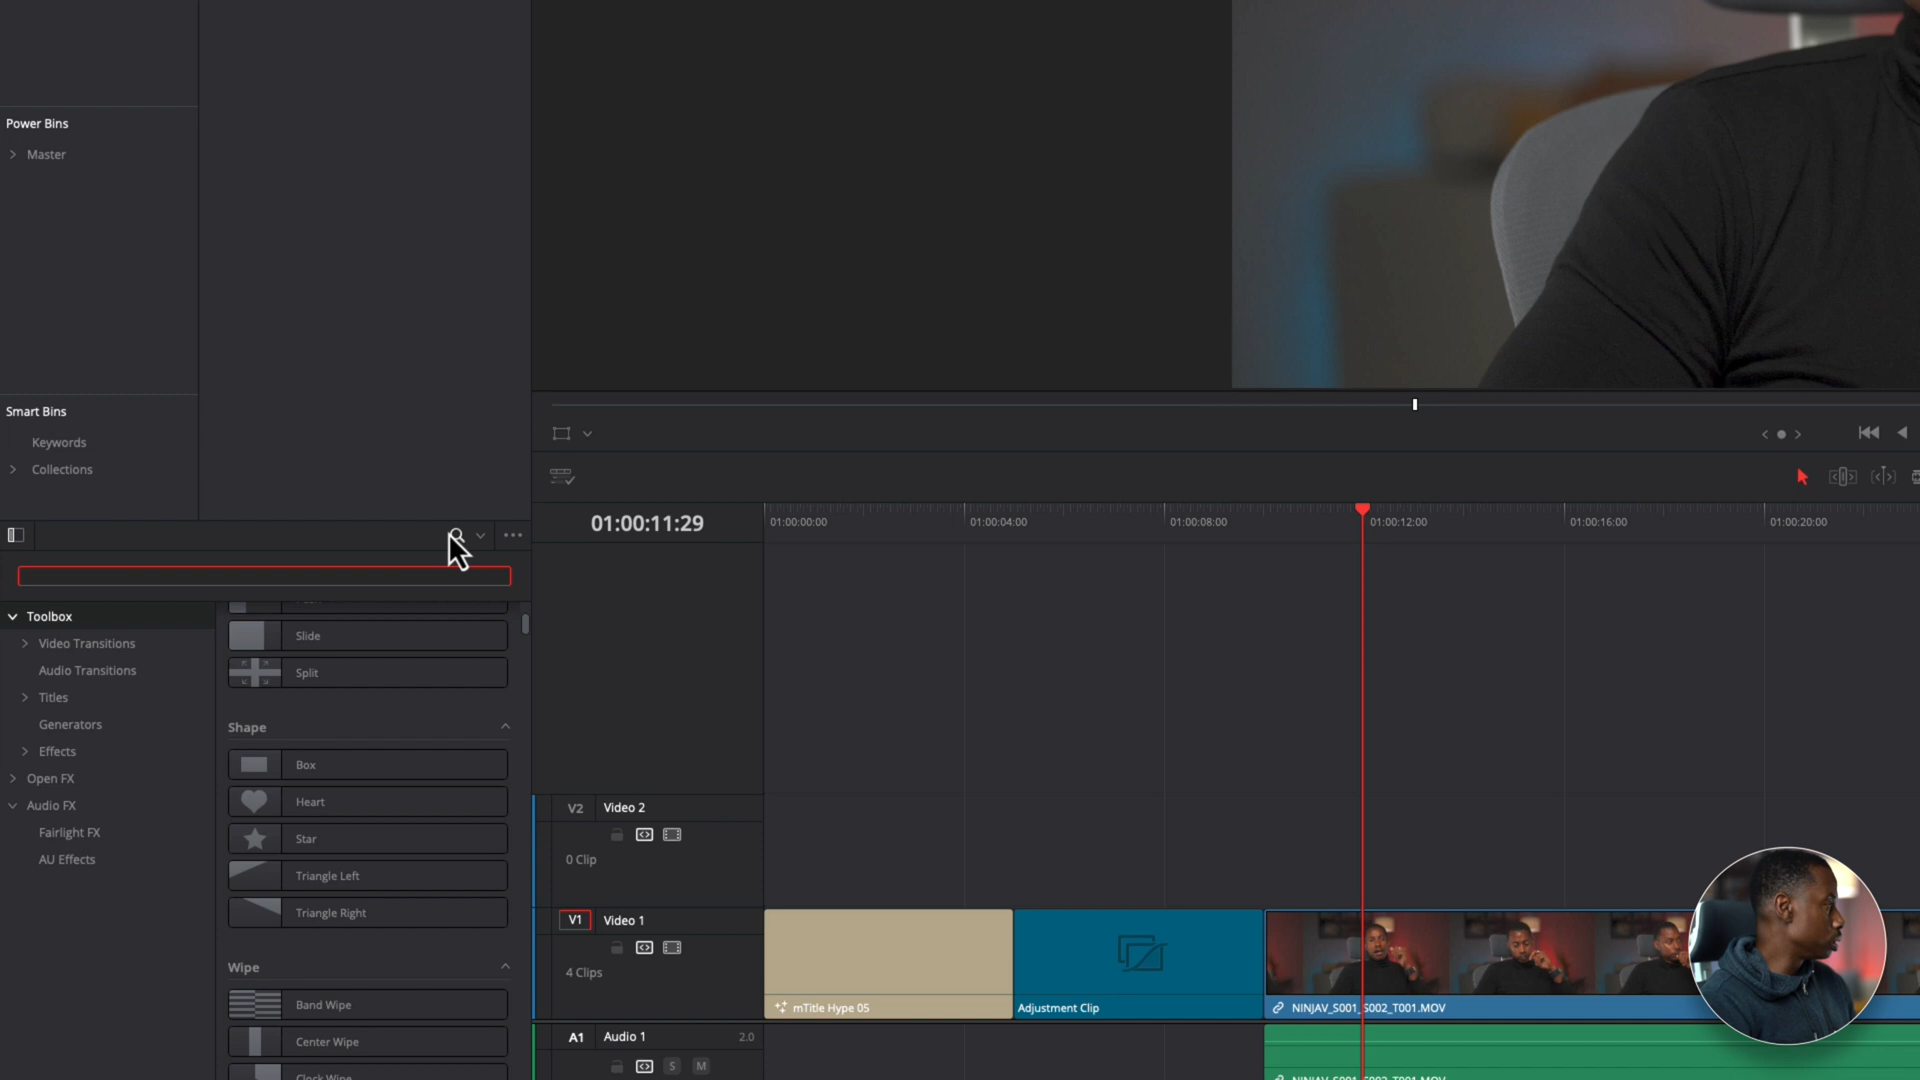 Power Bins
Master
Smart Bins
Keywords
Collections
Toolbox
Video Transitions
Audio Transitions
Titles
Generators
Effects
Open FX
Audio FX
Fairlight FX
AU Effects
Slide
Split
Shape
Box
Heart
Star
Triangle Left
Triangle Right
Wipe
Band Wipe
Center Wipe
Clock Wipe
01:00:11:29
01:00:00:00
01:00:04:00
01:00:08:00
01:00:12:00
01:00:16:00
01:00:20:00
V2 Video 2
0 Clip
V1 Video 1
4 Clips
mTitle Hype 05
Adjustment Clip
NINJAV_S001_S002_T001.MOV
A1 Audio 1 2.0
S M
NINJAV_S001_S002_T001.MOV